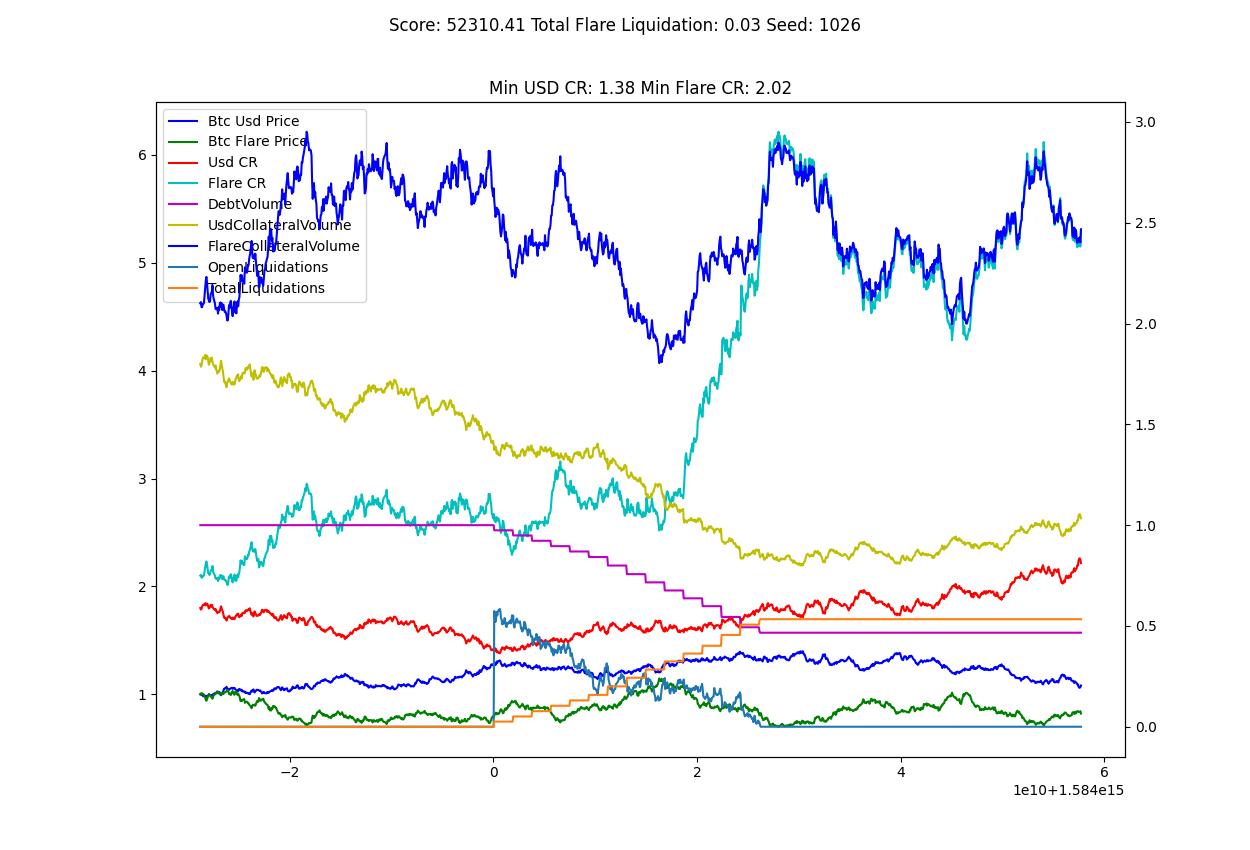 Score: 52310.41 Total Flare Liquidation: 0.03 Seed: 1026
Min USD CR: 1.38 Min Flare CR: 2.02
Btc Usd Price
Btc Flare Price
Usd CR
Flare CR
DebtVolume
UsdCollateralVolume
FlareCollateralVolume
OpenLiquidations
TotalLiquidations
6
5
4
3
2
1
3.0
2.5
2.0
1.5
1.0
0.5
0.0
−2
0
2
4
6
1e10+1.584e15